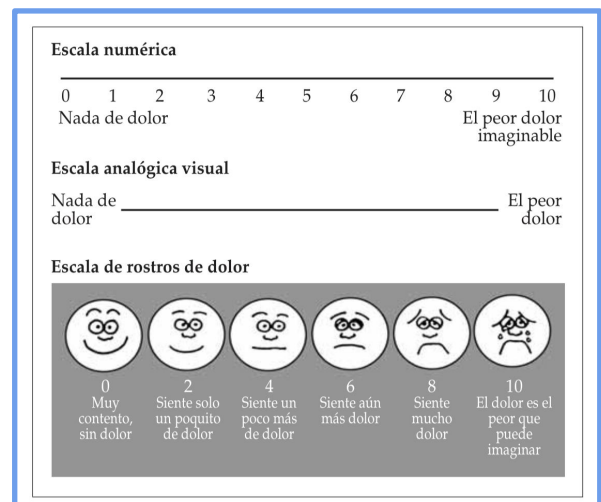 Escala numérica
0 1 2 3 4 5 6 7 8 9 10
Nada de dolor El peor dolor
imaginable
Escala analógica visual
Nada de El peor
dolor dolor
Escala de rostros de dolor
0 2 4 6 8 10
Muy Siente solo Siente un Siente aún Siente El dolor es el
contento, un poquito poco más más dolor mucho peor que
sin dolor de dolor de dolor dolor puede
imaginar